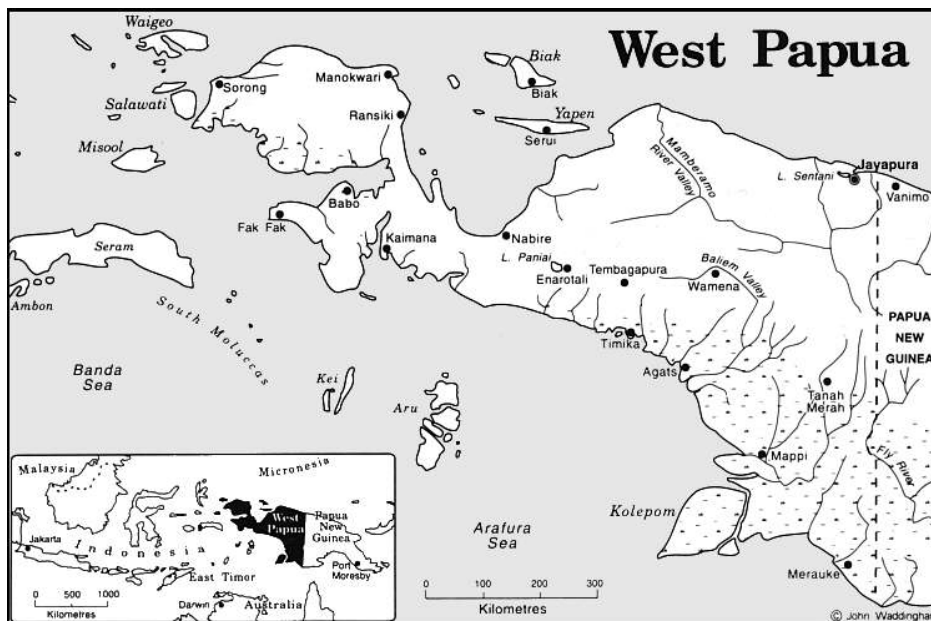 West Papua
Waigeo
Biak
Manokwari
Sorong
Biak
Salawati
Ransiki
Yapen
Serui
Misool
Mamberamo
River Valley
Jayapura
L. Sentani
Vanimo
Babo
Fak Fak
Kaimana
Nabire
Seram
L. Paniai
Enarotali
Tembagapura
Baliem Valley
Wamena
Ambon
South Moluccas
PAPUA
NEW
GUINEA
Timika
Banda
Sea
Agats
Kei
Aru
Tanah
Merah
Mappi
Fly River
Kolepom
Arafura
Sea
Merauke
0 100 200 300
Kilometres
© John Waddingham
Malaysia
Micronesia
West
Papua
Papua
New
Guinea
Jakarta
Indonesia
Port
Moresby
East Timor
0 500 1000
Kilometres
Darwin
Australia